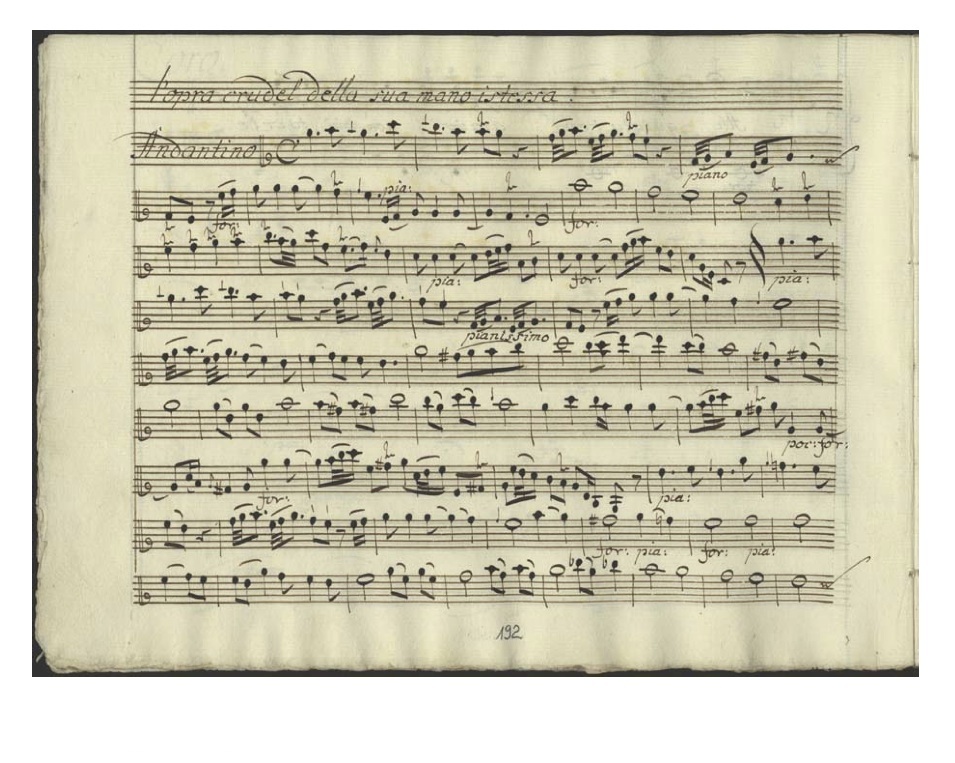 l'opra crudel della sua mano istessa.
Andantino
piano
for: pia: for:
pia: for: pia:
pianissimo
poc: for:
for: pia:
for: pia: for: pia:
192